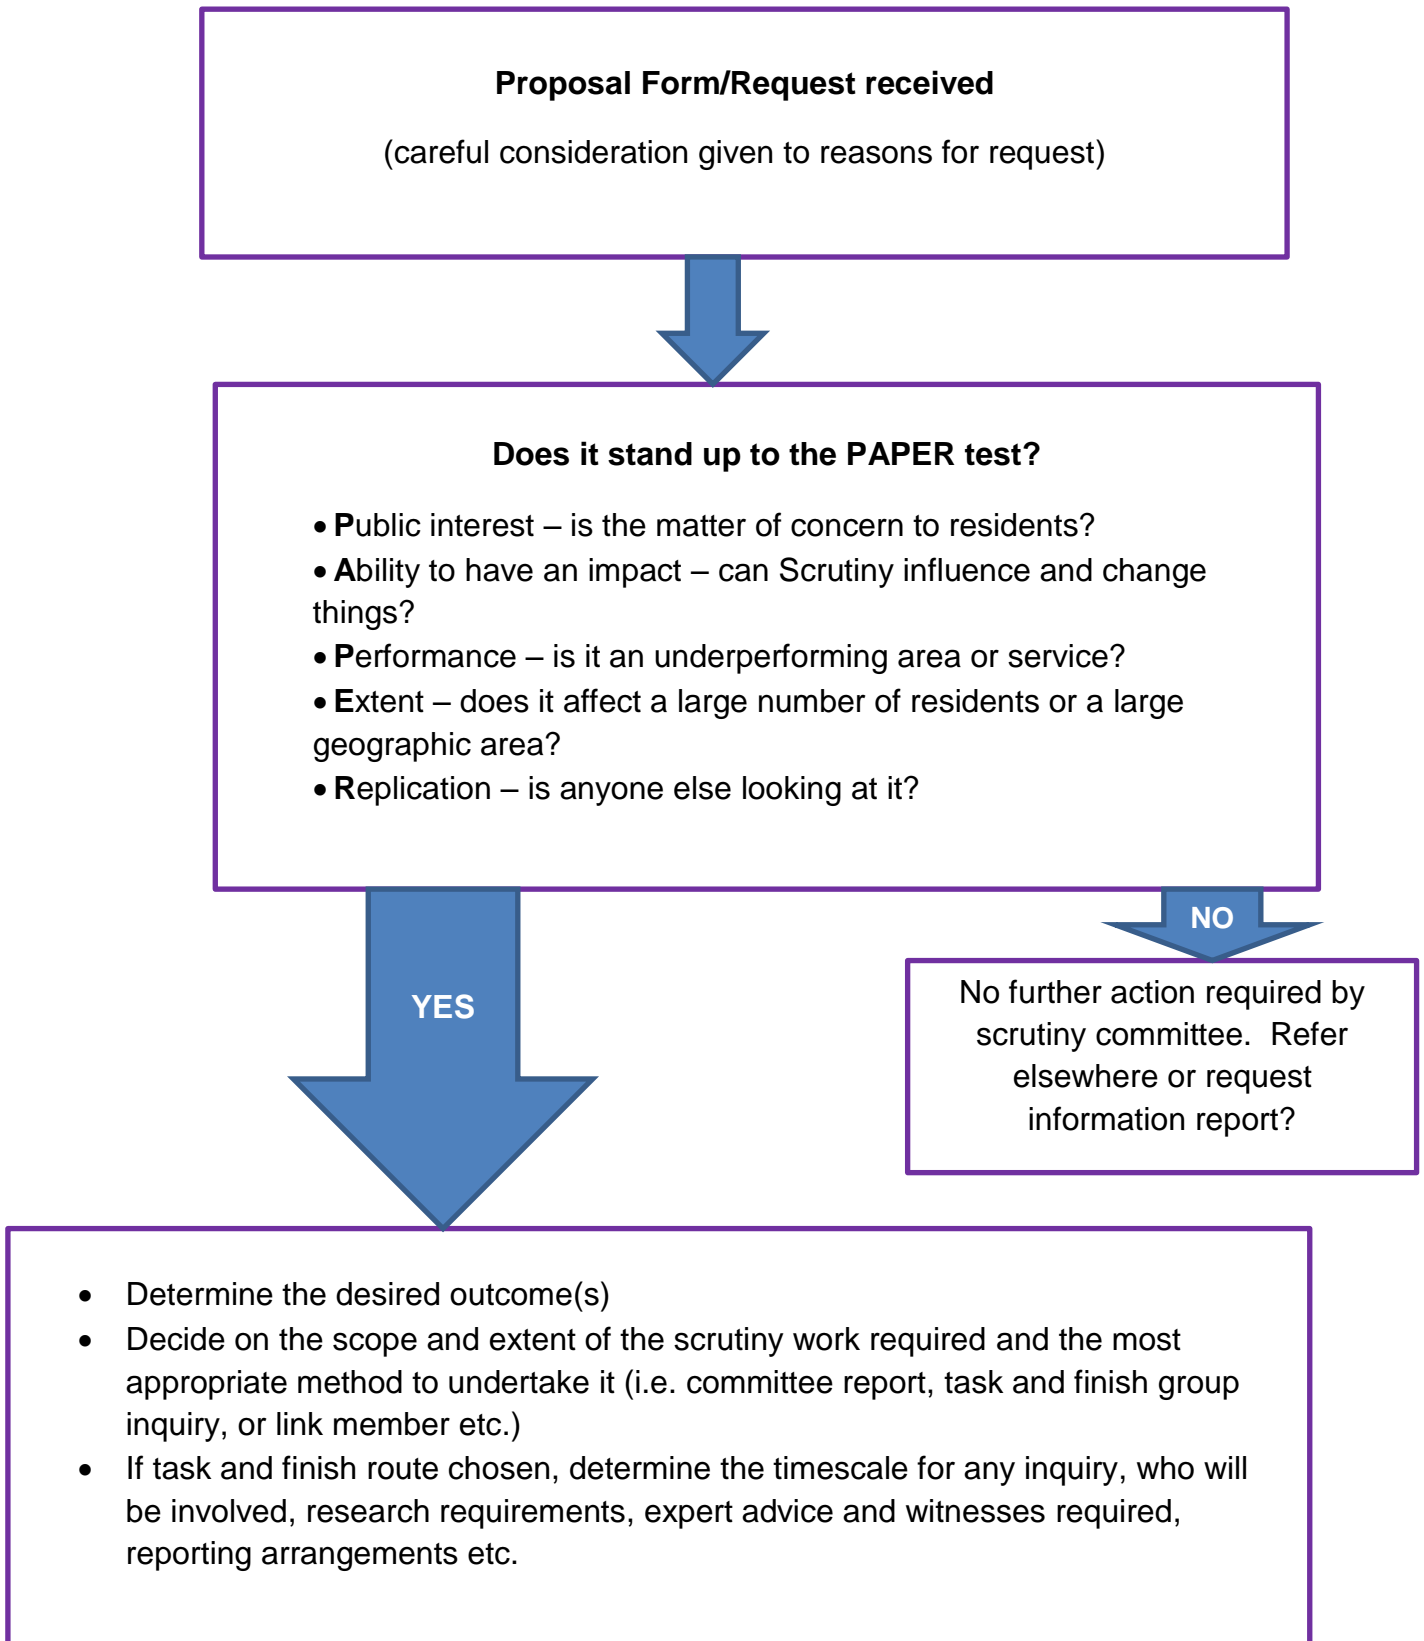 Proposal Form/Request received
(careful consideration given to reasons for request)
Does it stand up to the PAPER test?
• Public interest – is the matter of concern to residents?
• Ability to have an impact – can Scrutiny influence and change
things?
• Performance – is it an underperforming area or service?
• Extent – does it affect a large number of residents or a large
geographic area?
• Replication – is anyone else looking at it?
NO
No further action required by
scrutiny committee.  Refer
elsewhere or request
information report?
YES
• Determine the desired outcome(s)
• Decide on the scope and extent of the scrutiny work required and the most
appropriate method to undertake it (i.e. committee report, task and finish group
inquiry, or link member etc.)
• If task and finish route chosen, determine the timescale for any inquiry, who will
be involved, research requirements, expert advice and witnesses required,
reporting arrangements etc.